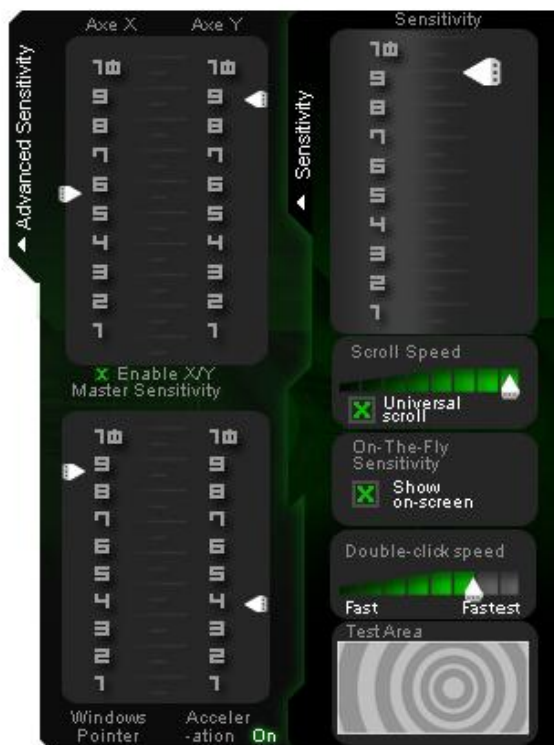 Advanced Sensitivity
Axe X Axe Y
10 10
9 9
8 8
7 7
6 6
5 5
4 4
3 3
2 2
1 1
X Enable X/Y
Master Sensitivity
10 10
9 9
8 8
7 7
6 6
5 5
4 4
3 3
2 2
1 1
Windows Acceler
Pointer -ation On
Sensitivity
Sensitivity
10
9
8
7
6
5
4
3
2
1
Scroll Speed
Universal
scroll
On-The-Fly
Sensitivity
Show
on-screen
Double-click speed
Fast Fastest
Test Area